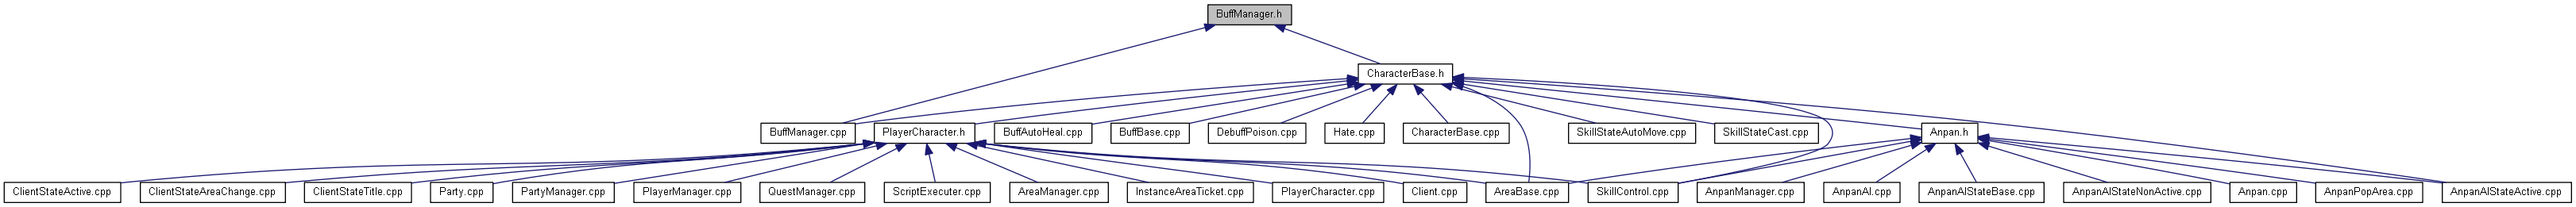 BuffManager.h
CharacterBase.h
BuffManager.cpp
PlayerCharacter.h
BuffAutoHeal.cpp
BuffBase.cpp
DebuffPoison.cpp
Hate.cpp
CharacterBase.cpp
SkillStateAutoMove.cpp
SkillStateCast.cpp
Anpan.h
ClientStateActive.cpp
ClientStateAreaChange.cpp
ClientStateTitle.cpp
Party.cpp
PartyManager.cpp
PlayerManager.cpp
QuestManager.cpp
ScriptExecuter.cpp
AreaManager.cpp
InstanceAreaTicket.cpp
PlayerCharacter.cpp
Client.cpp
AreaBase.cpp
SkillControl.cpp
AnpanManager.cpp
AnpanAI.cpp
AnpanAIStateBase.cpp
AnpanAIStateNonActive.cpp
Anpan.cpp
AnpanPopArea.cpp
AnpanAIStateActive.cpp